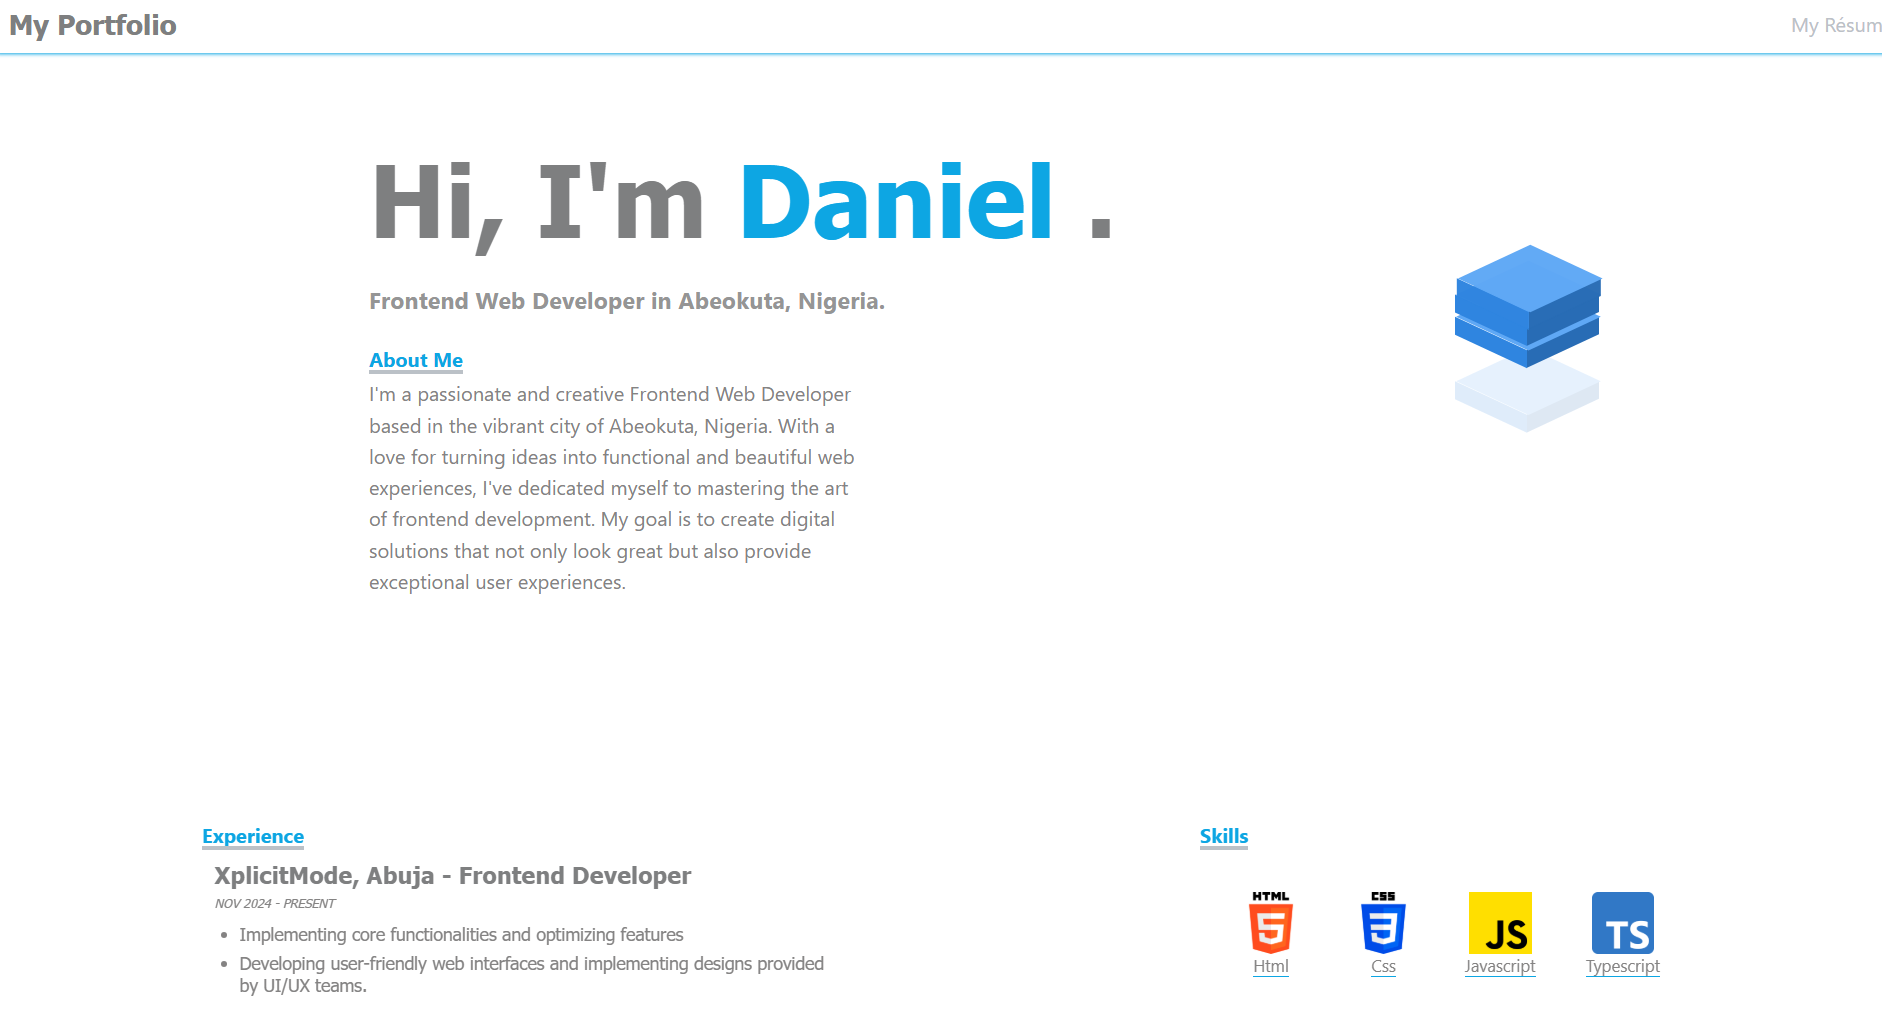 My Portfolio
My Résum
Hi, I'm Daniel .
Frontend Web Developer in Abeokuta, Nigeria.
About Me
I'm a passionate and creative Frontend Web Developer
based in the vibrant city of Abeokuta, Nigeria. With a
love for turning ideas into functional and beautiful web
experiences, I've dedicated myself to mastering the art
of frontend development. My goal is to create digital
solutions that not only look great but also provide
exceptional user experiences.
Experience
XplicitMode, Abuja - Frontend Developer
NOV 2024 - PRESENT
Implementing core functionalities and optimizing features
Developing user-friendly web interfaces and implementing designs provided
by UI/UX teams.
Skills
HTML
5
Html
CSS
3
Css
JS
Javascript
TS
Typescript